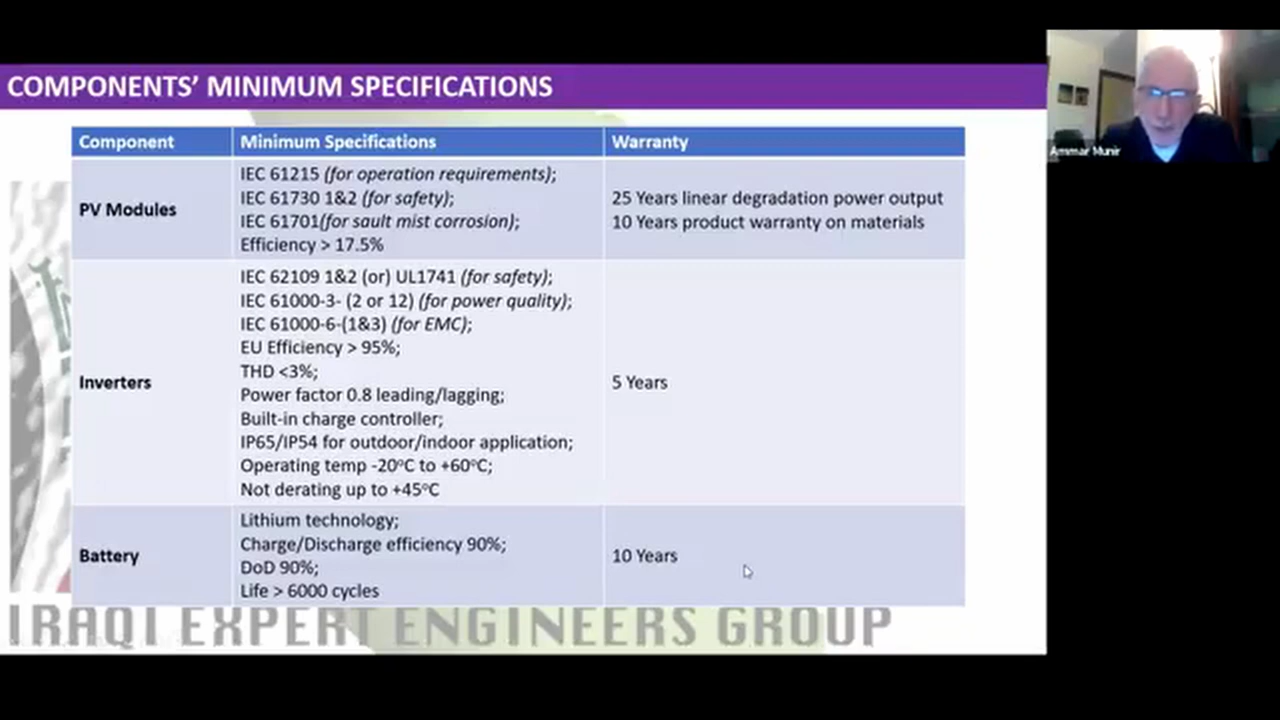 COMPONENTS' MINIMUM SPECIFICATIONS
Component Minimum Specifications Warranty
PV Modules
IEC 61215 (for operation requirements);
IEC 61730 1&2 (for safety);
IEC 61701(for sault mist corrosion);
Efficiency > 17.5%
25 Years linear degradation power output
10 Years product warranty on materials
Inverters
IEC 62109 1&2 (or) UL1741 (for safety);
IEC 61000-3- (2 or 12) (for power quality);
IEC 61000-6-(1&3) (for EMC);
EU Efficiency > 95%;
THD <3%;
Power factor 0.8 leading/lagging;
Built-in charge controller;
IP65/IP54 for outdoor/indoor application;
Operating temp -20°C to +60°C;
Not derating up to +45°C
5 Years
Battery
Lithium technology;
Charge/Discharge efficiency 90%;
DoD 90%;
Life > 6000 cycles
10 Years
IRAQI EXPERT ENGINEERS GROUP
Ammar Munir